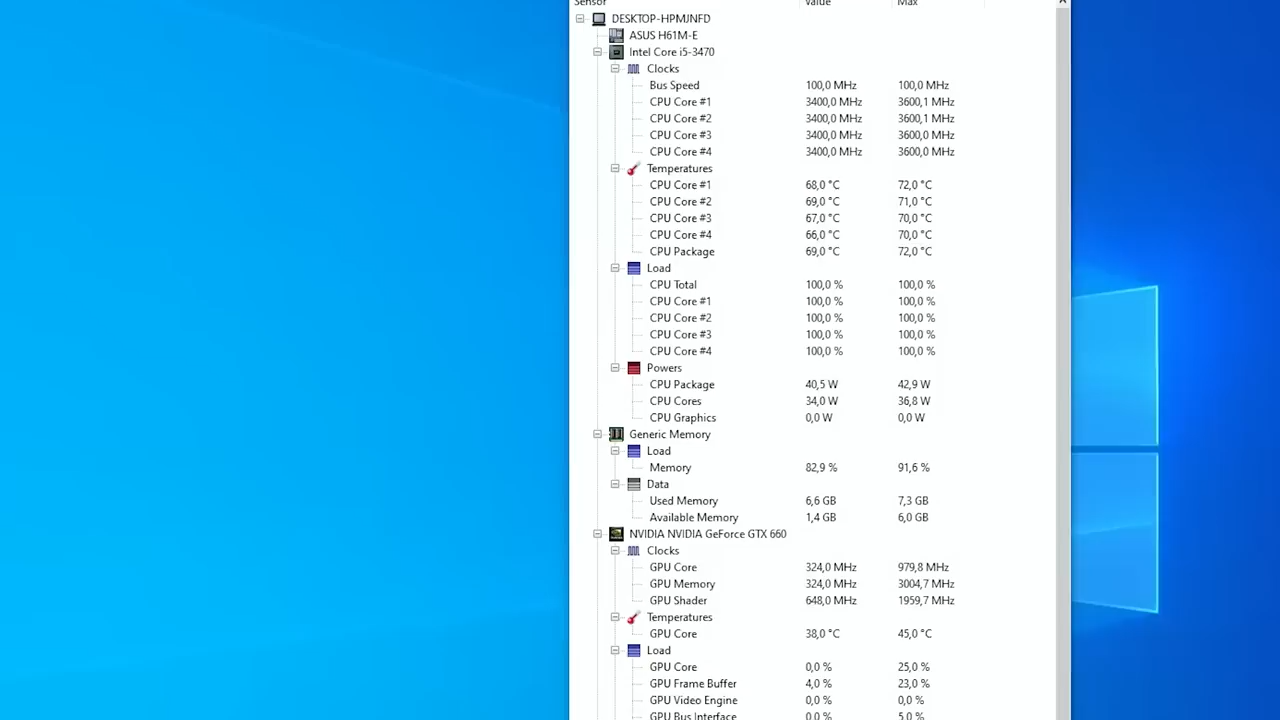 Sensor Value Max
DESKTOP-HPMJNFD
ASUS H61M-E
Intel Core i5-3470
Clocks
Bus Speed 100,0 MHz 100,0 MHz
CPU Core #1 3400,0 MHz 3600,1 MHz
CPU Core #2 3400,0 MHz 3600,1 MHz
CPU Core #3 3400,0 MHz 3600,0 MHz
CPU Core #4 3400,0 MHz 3600,0 MHz
Temperatures
CPU Core #1 68,0 °C 72,0 °C
CPU Core #2 69,0 °C 71,0 °C
CPU Core #3 67,0 °C 70,0 °C
CPU Core #4 66,0 °C 70,0 °C
CPU Package 69,0 °C 72,0 °C
Load
CPU Total 100,0 % 100,0 %
CPU Core #1 100,0 % 100,0 %
CPU Core #2 100,0 % 100,0 %
CPU Core #3 100,0 % 100,0 %
CPU Core #4 100,0 % 100,0 %
Powers
CPU Package 40,5 W 42,9 W
CPU Cores 34,0 W 36,8 W
CPU Graphics 0,0 W 0,0 W
Generic Memory
Load
Memory 82,9 % 91,6 %
Data
Used Memory 6,6 GB 7,3 GB
Available Memory 1,4 GB 6,0 GB
NVIDIA NVIDIA GeForce GTX 660
Clocks
GPU Core 324,0 MHz 979,8 MHz
GPU Memory 324,0 MHz 3004,7 MHz
GPU Shader 648,0 MHz 1959,7 MHz
Temperatures
GPU Core 38,0 °C 45,0 °C
Load
GPU Core 0,0 % 25,0 %
GPU Frame Buffer 4,0 % 23,0 %
GPU Video Engine 0,0 % 0,0 %
GPU Bus Interface 0,0 % 5,0 %